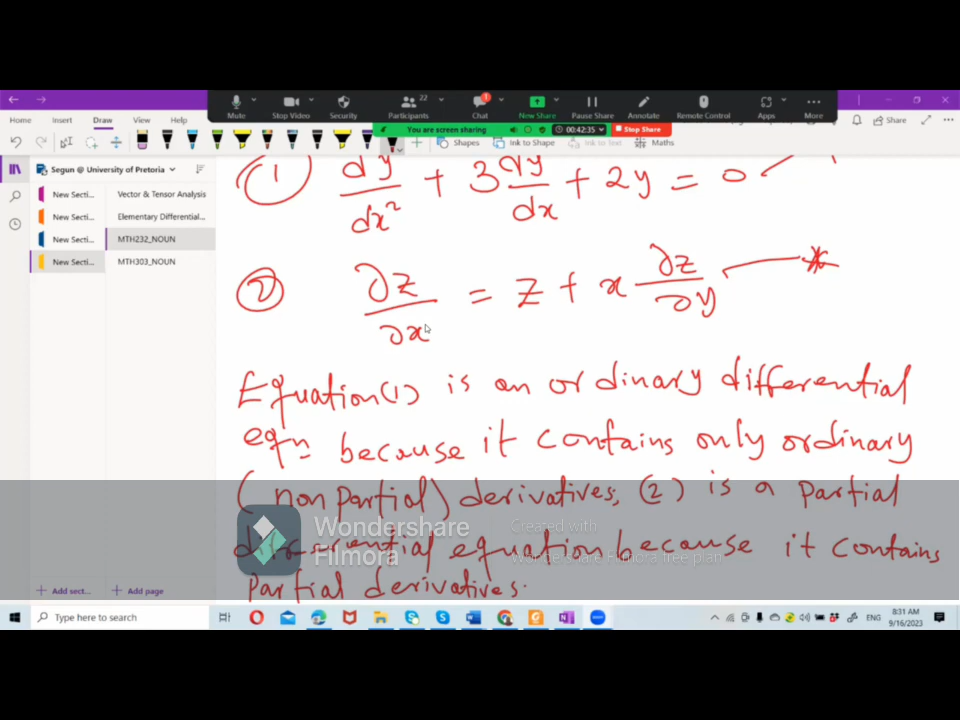 Mute
Stop Video
Security
Participants 22
Chat 1
New Share
Pause Share
Annotate
Remote Control
Apps
More
Home Insert Draw View Help
You are screen sharing
00:42:35
Stop Share
Share
Shapes
Ink to Shape
Ink to Text
Maths
Segun @ University of Pretoria
New Secti...
New Secti...
New Secti...
New Secti...
Vector & Tensor Analysis
Elementary Differential...
MTH232_NOUN
MTH303_NOUN
① dy/dx² + 3 dy/dx + 2y = 0
② ∂z/∂x = z + x ∂z/∂y *
Equation(1) is an ordinary differential
eqn because it contains only ordinary
(non partial) derivatives, (2) is a partial
differential equation because it contains
partial derivatives.
Wondershare
Filmora
Created with
Wondershare Filmora free plan
+ Add sect...
+ Add page
Type here to search
ENG
8:31 AM
9/16/2023